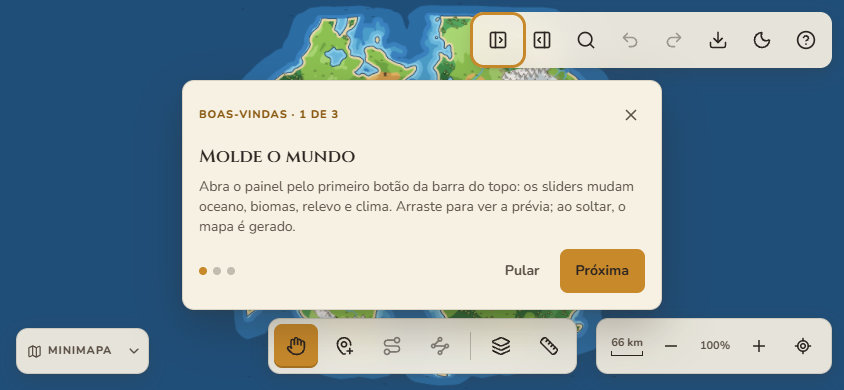 BOAS-VINDAS · 1 DE 3
Molde o mundo
Abra o painel pelo primeiro botão da barra do topo: os sliders mudam
oceano, biomas, relevo e clima. Arraste para ver a prévia; ao soltar, o
mapa é gerado.
Pular
Próxima
MINIMAPA
66 km
100%